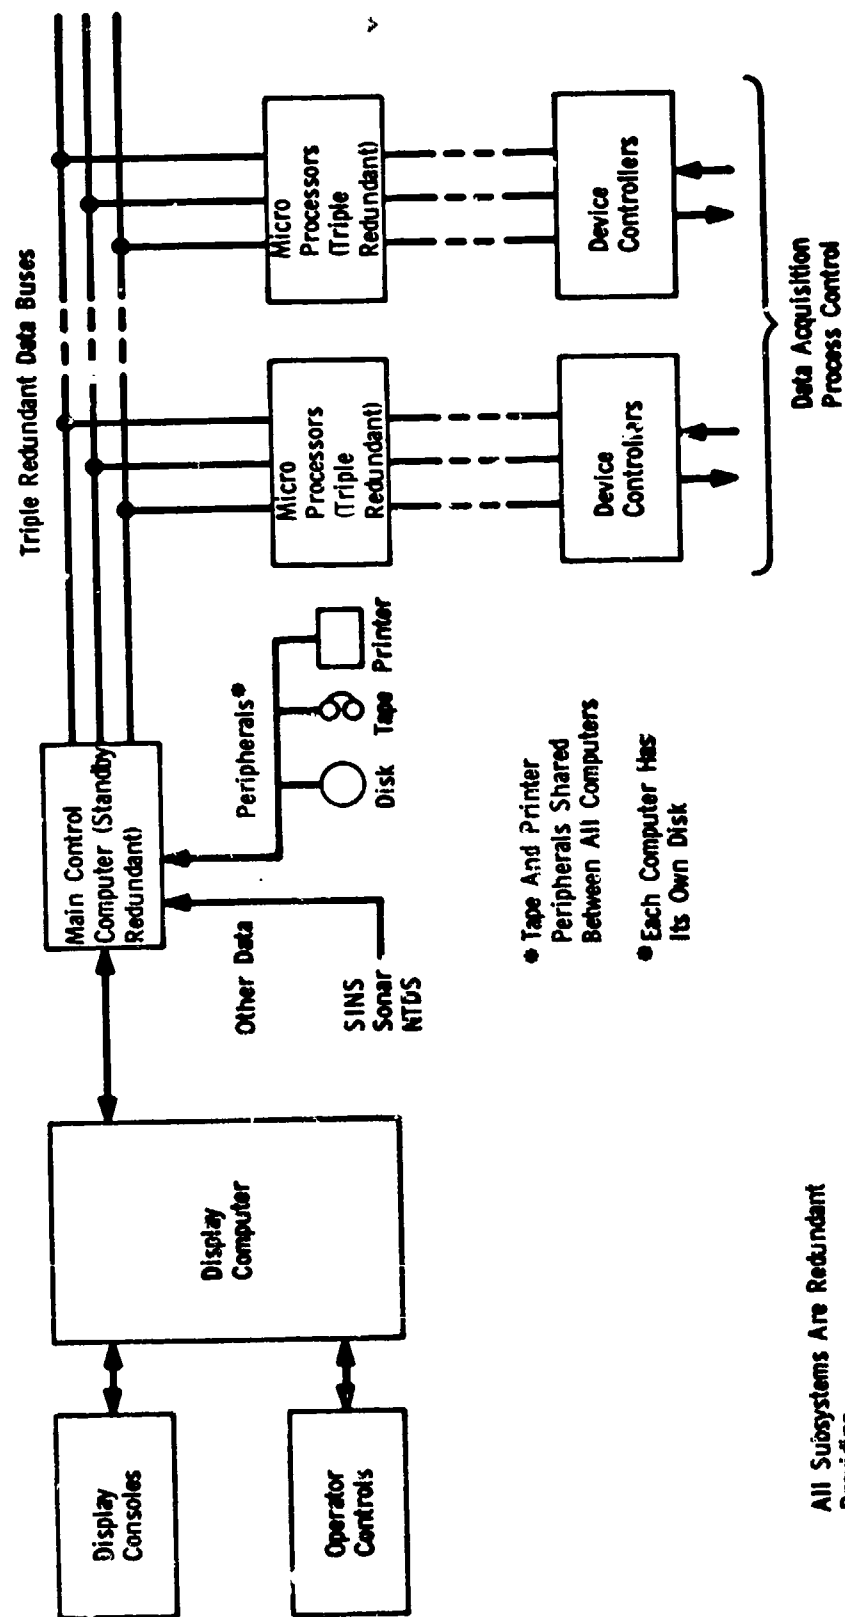 Triple Redundant Data Buses
Main Control
Computer (Standby
Redundant)
Display
Computer
Display
Consoles
Operator
Controls
Other Data
SINS
Sonar
NTDS
Peripherals*
Disk
Tape
Printer
Micro
Processors
(Triple
Redundant)
Micro
Processors
(Triple
Redundant)
Device
Controllers
Device
Controllers
Data Acquisition
Process Control
* Tape And Printer
Peripherals Shared
Between All Computers
* Each Computer Has
Its Own Disk
All Subsystems Are Redundant